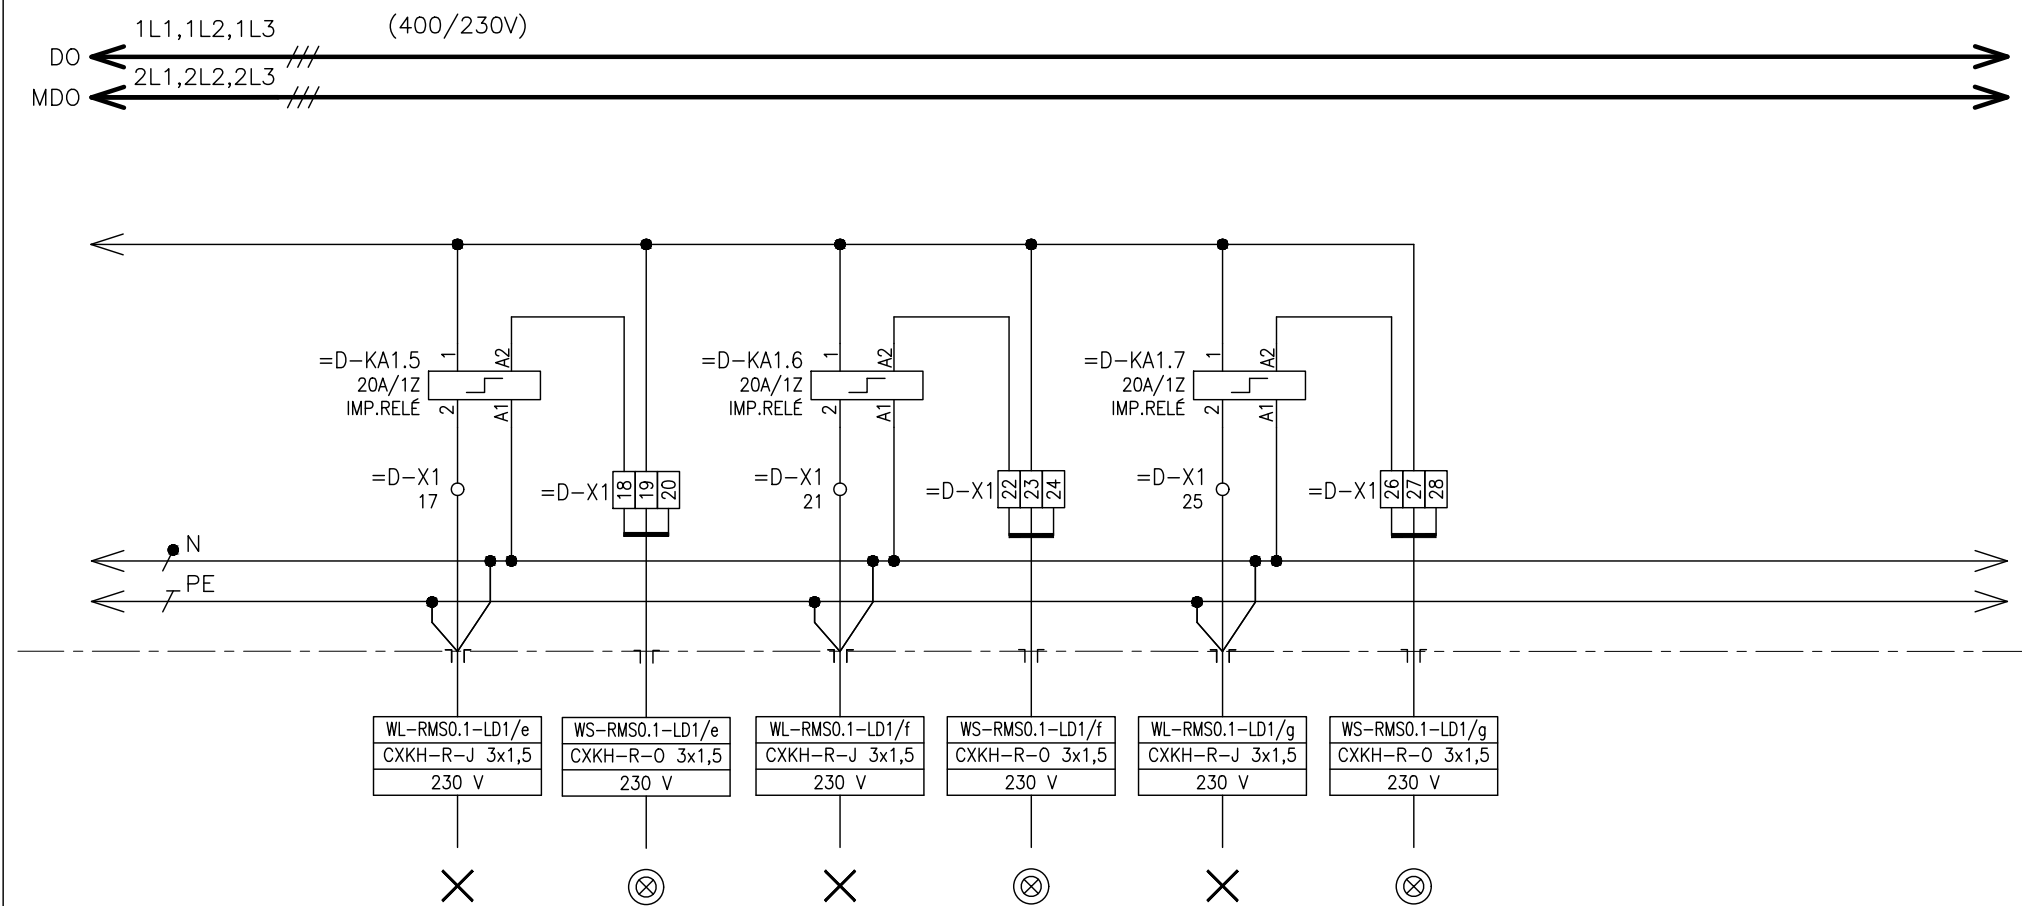 1L1,1L2,1L3 (400/230V)
DO
2L1,2L2,2L3
MDO
=D-KA1.5 1 A2
20A/1Z
IMP.RELÉ 2 A1
=D-KA1.6 1 A2
20A/1Z
IMP.RELÉ 2 A1
=D-KA1.7 1 A2
20A/1Z
IMP.RELÉ 2 A1
=D-X1
17
=D-X1 18 19 20
=D-X1
21
=D-X1 22 23 24
=D-X1
25
=D-X1 26 27 28
N
PE
WL-RMS0.1-LD1/e
CXKH-R-J 3x1,5
230 V
WS-RMS0.1-LD1/e
CXKH-R-O 3x1,5
230 V
WL-RMS0.1-LD1/f
CXKH-R-J 3x1,5
230 V
WS-RMS0.1-LD1/f
CXKH-R-O 3x1,5
230 V
WL-RMS0.1-LD1/g
CXKH-R-J 3x1,5
230 V
WS-RMS0.1-LD1/g
CXKH-R-O 3x1,5
230 V